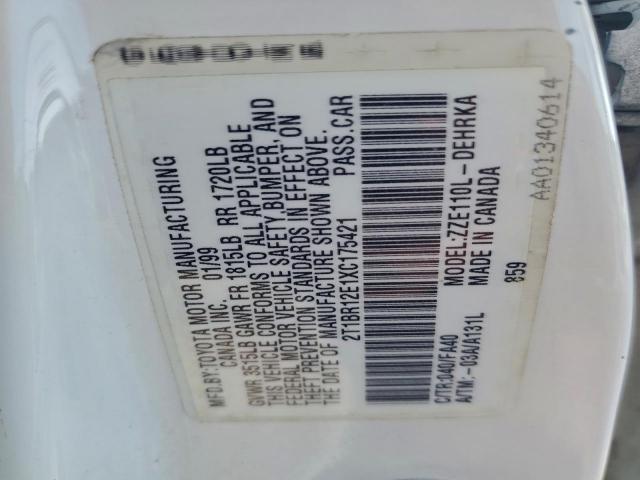 MFD.BY:TOYOTA MOTOR MANUFACTURING
CANADA INC. 01/99
GVWR 3515LB GAWR FR 1815LB RR 1720LB
THIS VEHICLE CONFORMS TO ALL APPLICABLE
FEDERAL MOTOR VEHICLE SAFETY BUMPER, AND
THEFT PREVENTION STANDARDS IN EFFECT ON
THE DATE OF MANUFACTURE SHOWN ABOVE.
2T1BR12E1XC175421 PASS.CAR
C/TR:040/FA40 MODEL:ZZE110L-DEHRKA
A/TM:-03A/A131L MADE IN CANADA
859
AA01340614